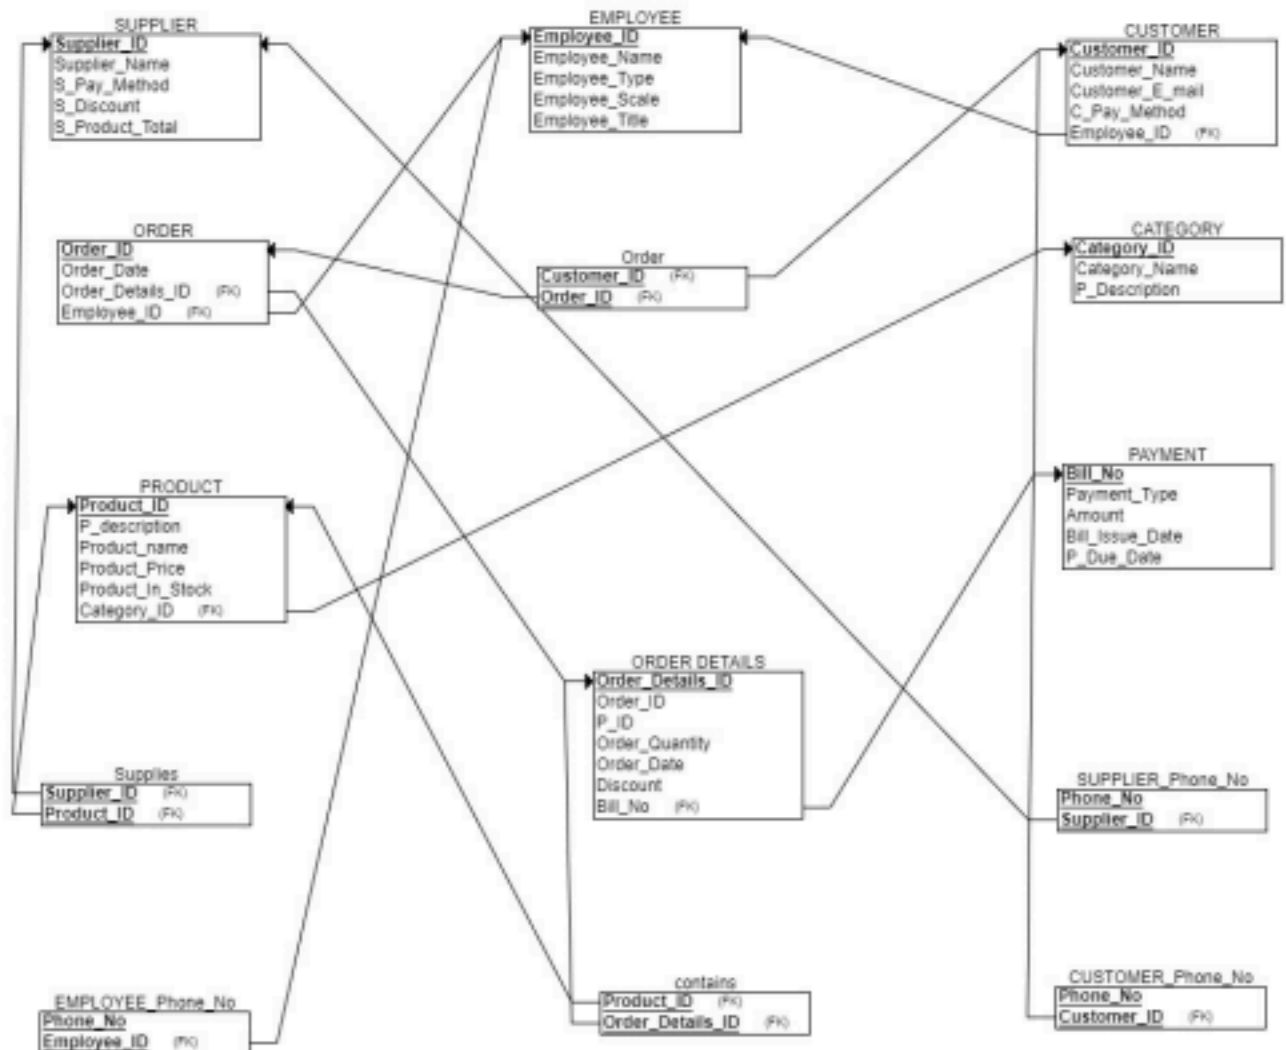 SUPPLIER
Supplier_ID
Supplier_Name
S_Pay_Method
S_Discount
S_Product_Total
EMPLOYEE
Employee_ID
Employee_Name
Employee_Type
Employee_Scale
Employee_Title
CUSTOMER
Customer_ID
Customer_Name
Customer_E_mail
C_Pay_Method
Employee_ID (FK)
ORDER
Order_ID
Order_Date
Order_Details_ID (FK)
Employee_ID (FK)
Order
Customer_ID (FK)
Order_ID (FK)
CATEGORY
Category_ID
Category_Name
P_Description
PRODUCT
Product_ID
P_description
Product_name
Product_Price
Product_In_Stock
Category_ID (FK)
PAYMENT
Bill_No
Payment_Type
Amount
Bill_Issue_Date
P_Due_Date
ORDER DETAILS
Order_Details_ID
Order_ID
P_ID
Order_Quantity
Order_Date
Discount
Bill_No (FK)
Supplies
Supplier_ID (FK)
Product_ID (FK)
SUPPLIER_Phone_No
Phone_No
Supplier_ID (FK)
EMPLOYEE_Phone_No
Phone_No
Employee_ID (FK)
contains
Product_ID (FK)
Order_Details_ID (FK)
CUSTOMER_Phone_No
Phone_No
Customer_ID (FK)